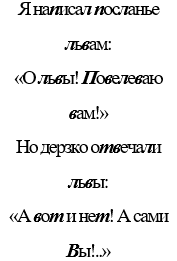 Я написал посланье
львам:
«О львы! Повелеваю
вам!»
Но дерзко отвечали
львы:
«А вот и нет! А сами
Вы!..»